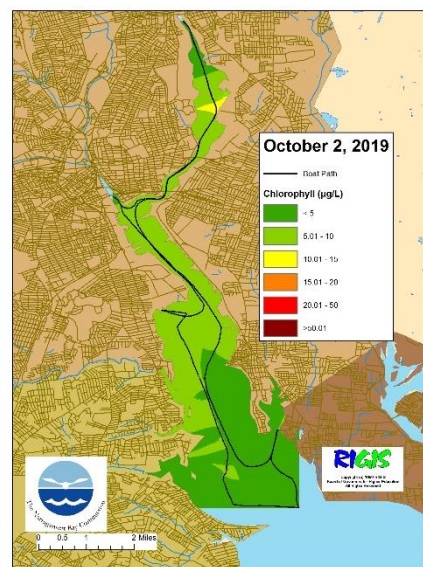 October 2, 2019
Boat Path
Chlorophyll (µg/L)
< 5
5.01 - 10
10.01 - 15
15.01 - 20
20.01 - 50
>50.01
RIGIS
The Narragansett Bay Commission
0 0.5 1 2 Miles